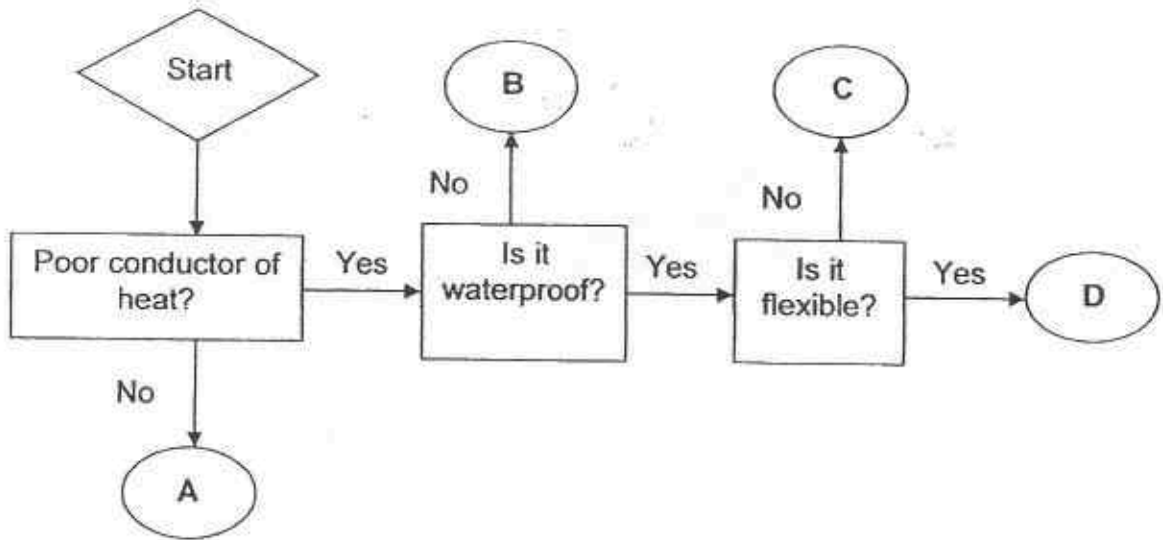 Start
Poor conductor of
heat?
Yes
No
A
Is it
waterproof?
No
B
Yes
Is it
flexible?
No
C
Yes
D